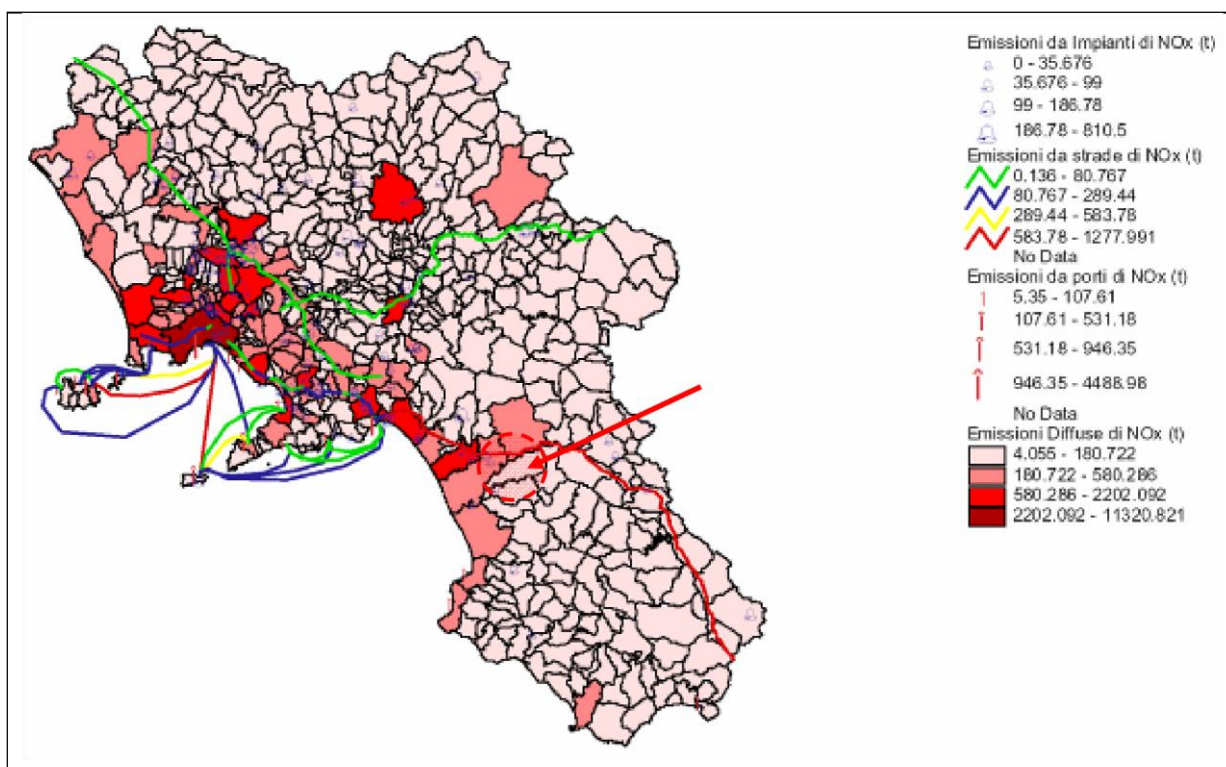 Emissioni da Impianti di NOx (t)
0 - 35.676
35.676 - 99
99 - 186.78
186.78 - 810.5
Emissioni da strade di NOx (t)
0.136 - 80.767
80.767 - 289.44
289.44 - 583.78
583.78 - 1277.991
No Data
Emissioni da porti di NOx (t)
5.35 - 107.61
107.61 - 531.18
531.18 - 946.35
946.35 - 4488.98
No Data
Emissioni Diffuse di NOx (t)
4.055 - 180.722
180.722 - 580.286
580.286 - 2202.092
2202.092 - 11320.821